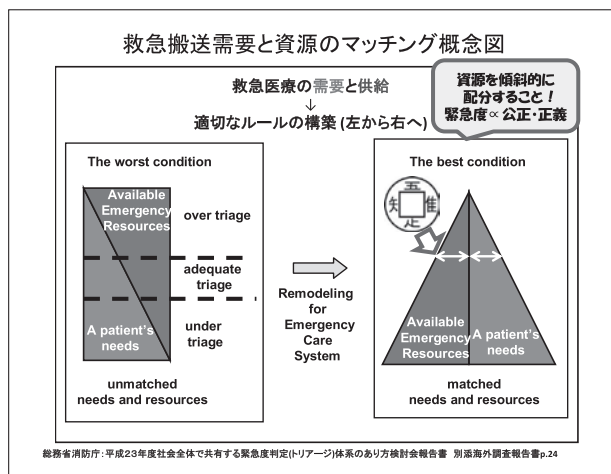 救急搬送需要と資源のマッチング概念図
救急医療の需要と供給
↓
適切なルールの構築 (左から右へ)
資源を傾斜的に
配分すること！
緊急度∝公正・正義
The worst condition
Available
Emergency
Resources
over triage
adequate
triage
under
triage
A patient's
needs
unmatched
needs and resources
Remodeling
for
Emergency
Care
System
The best condition
吾
唯
足
知
Available
Emergency
Resources
A patient's
needs
matched
needs and resources
総務省消防庁：平成２３年度社会全体で共有する緊急度判定(トリアージ)体系のあり方検討会報告書 別添海外調査報告書p.24